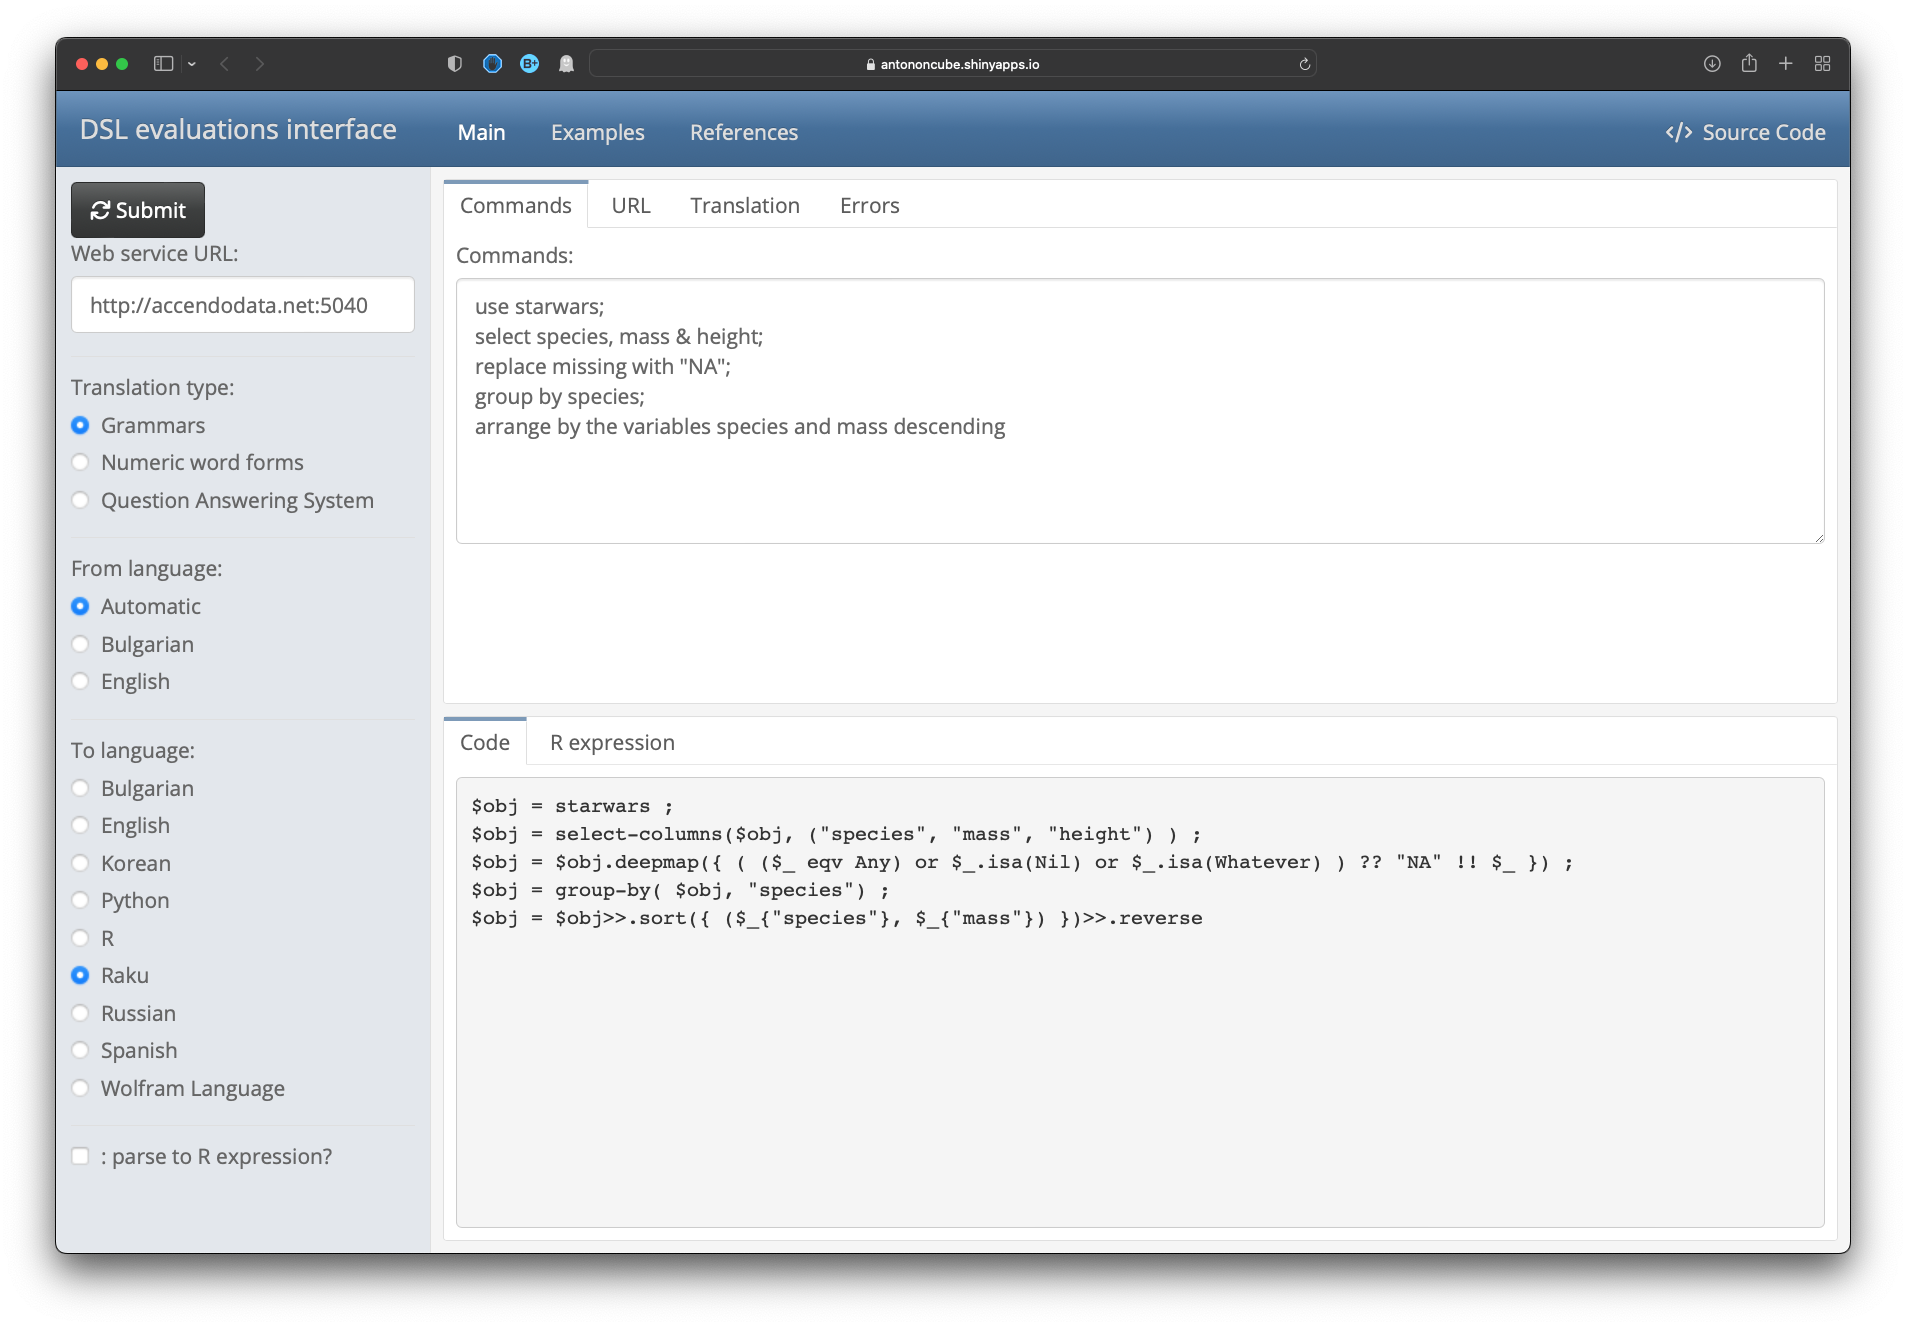 antononcube.shinyapps.io
DSL evaluations interface
Main
Examples
References
</> Source Code
Submit
Web service URL:
http://accendodata.net:5040
Translation type:
Grammars
Numeric word forms
Question Answering System
From language:
Automatic
Bulgarian
English
To language:
Bulgarian
English
Korean
Python
R
Raku
Russian
Spanish
Wolfram Language
: parse to R expression?
Commands
URL
Translation
Errors
Commands:
use starwars;
select species, mass & height;
replace missing with "NA";
group by species;
arrange by the variables species and mass descending
Code
R expression
$obj = starwars ;
$obj = select-columns($obj, ("species", "mass", "height") ) ;
$obj = $obj.deepmap({ ( ($_ eqv Any) or $_.isa(Nil) or $_.isa(Whatever) ) ?? "NA" !! $_ }) ;
$obj = group-by( $obj, "species") ;
$obj = $obj>>.sort({ ($_{"species"}, $_{"mass"}) })>>.reverse
B+